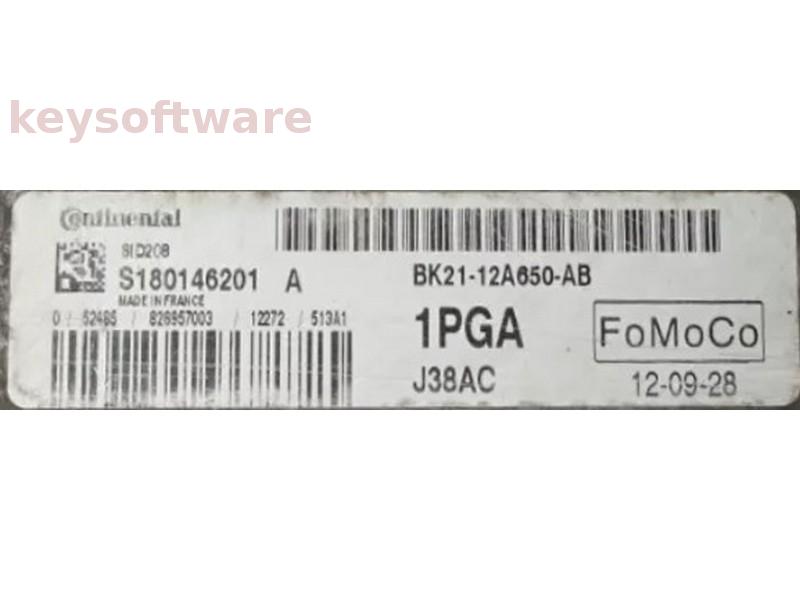 keysoftware
Continental
SID208
S180146201 A
MADE IN FRANCE
0 / 52485 / 826957003 / 12272 / 513A1
BK21-12A650-AB
1PGA
FoMoCo
J38AC
12-09-28